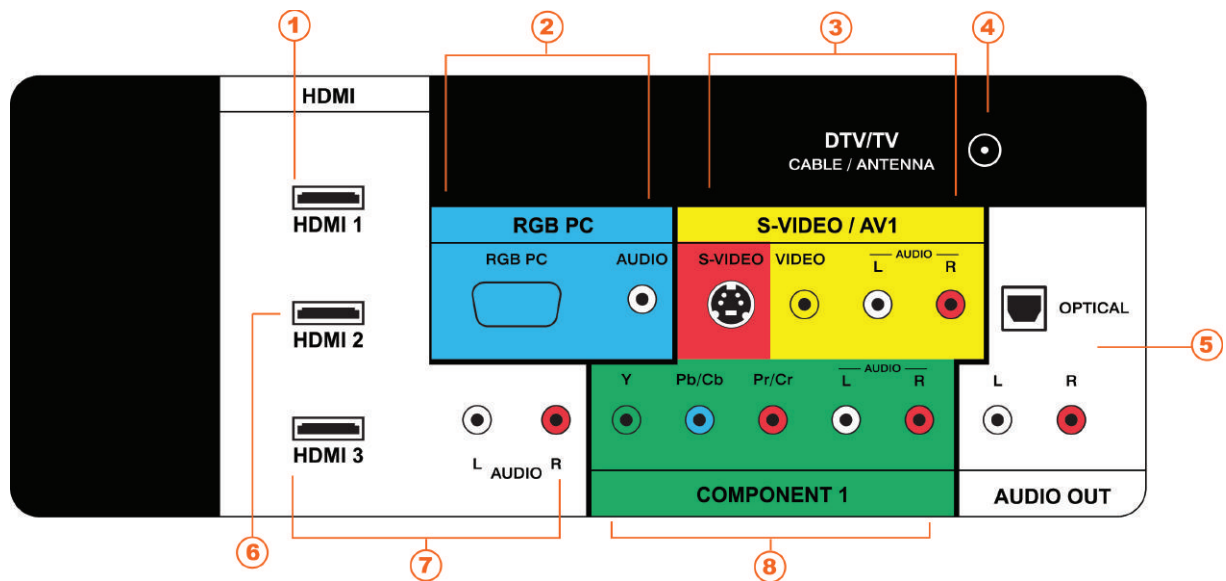 1
2
3
4
HDMI
DTV/TV
CABLE / ANTENNA
HDMI 1
RGB PC
S-VIDEO / AV1
RGB PC
AUDIO
S-VIDEO
VIDEO
AUDIO
L
R
OPTICAL
5
6
HDMI 2
Y
Pb/Cb
Pr/Cr
AUDIO
L
R
L
R
HDMI 3
L
AUDIO
R
COMPONENT 1
AUDIO OUT
7
8